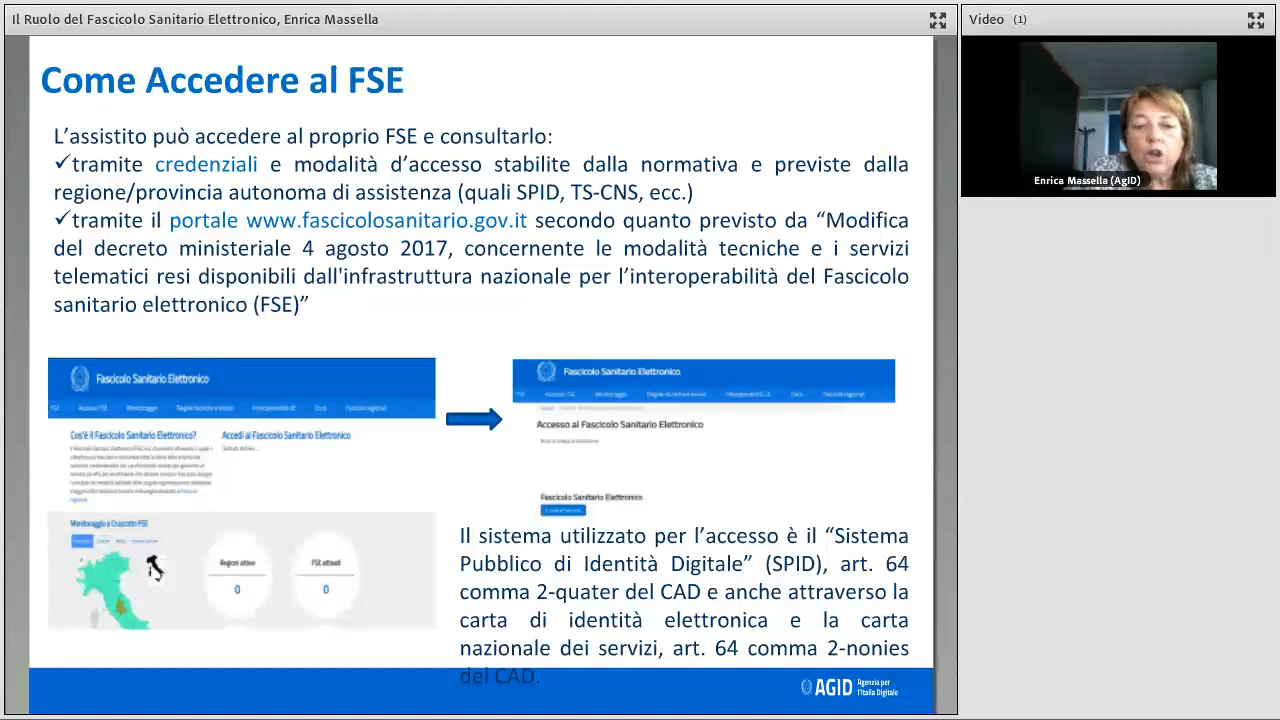 Il Ruolo del Fascicolo Sanitario Elettronico, Enrica Massella
Video (1)
Enrica Massella (AgID)
Come Accedere al FSE
L’assistito può accedere al proprio FSE e consultarlo:
✓tramite credenziali e modalità d’accesso stabilite dalla normativa e previste dalla
regione/provincia autonoma di assistenza (quali SPID, TS-CNS, ecc.)
✓tramite il portale www.fascicolosanitario.gov.it secondo quanto previsto da “Modifica
del decreto ministeriale 4 agosto 2017, concernente le modalità tecniche e i servizi
telematici resi disponibili dall'infrastruttura nazionale per l’interoperabilità del Fascicolo
sanitario elettronico (FSE)”
Fascicolo Sanitario Elettronico
Cos'è il Fascicolo Sanitario Elettronico?
Accedi al Fascicolo Sanitario Elettronico
Monitoraggio e Cruscotto FSE
Regioni attive
0
FSE attivati
0
Fascicolo Sanitario Elettronico
Accesso al Fascicolo Sanitario Elettronico
Fascicolo Sanitario Elettronico
Il sistema utilizzato per l’accesso è il “Sistema
Pubblico di Identità Digitale” (SPID), art. 64
comma 2-quater del CAD e anche attraverso la
carta di identità elettronica e la carta
nazionale dei servizi, art. 64 comma 2-nonies
del CAD.
AGID Agenzia per
l'Italia Digitale